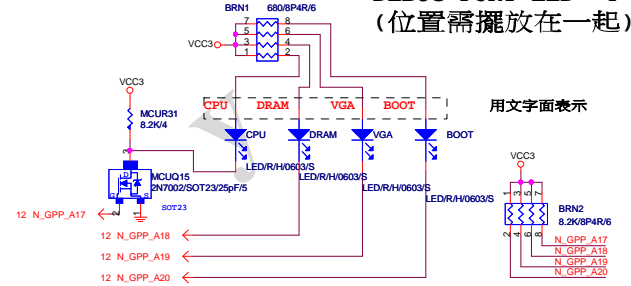 BRN1 680/8P4R/6
(位置需擺放在一起)
7 8
5 6
3 4
1 2
VCC3
VCC3
MCUR31
8.2K/4
CPU DRAM VGA BOOT
用文字面表示
CPU DRAM VGA BOOT
LED/R/H/0603/S
LED/R/H/0603/S
LED/R/H/0603/S
LED/R/H/0603/S
3
D
G S
MCUQ15
2N7002/SOT23/25pF/5
SOT23
2 1
12 N_GPP_A17
12 N_GPP_A18
12 N_GPP_A19
12 N_GPP_A20
VCC3
1 3 5 7
BRN2
8.2K/8P4R/6
2 4 6 8
N_GPP_A17
N_GPP_A18
N_GPP_A19
N_GPP_A20